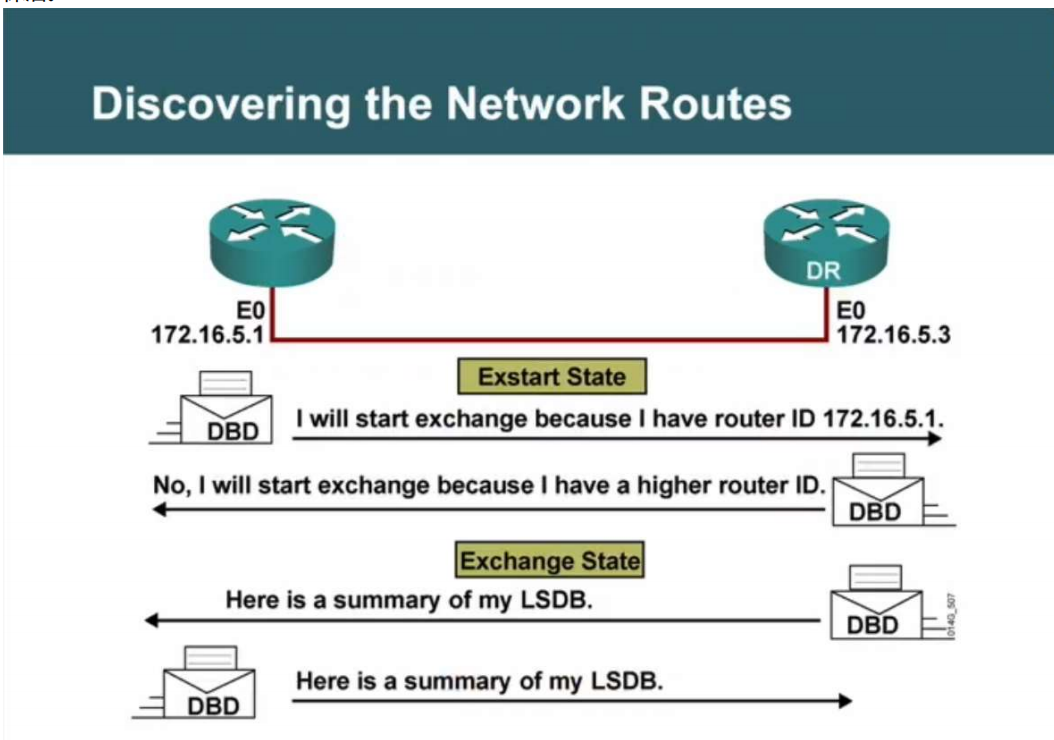 Discovering the Network Routes
DR
E0
172.16.5.1
E0
172.16.5.3
Exstart State
DBD
I will start exchange because I have router ID 172.16.5.1.
No, I will start exchange because I have a higher router ID.
DBD
Exchange State
Here is a summary of my LSDB.
DBD
014G_507
DBD
Here is a summary of my LSDB.